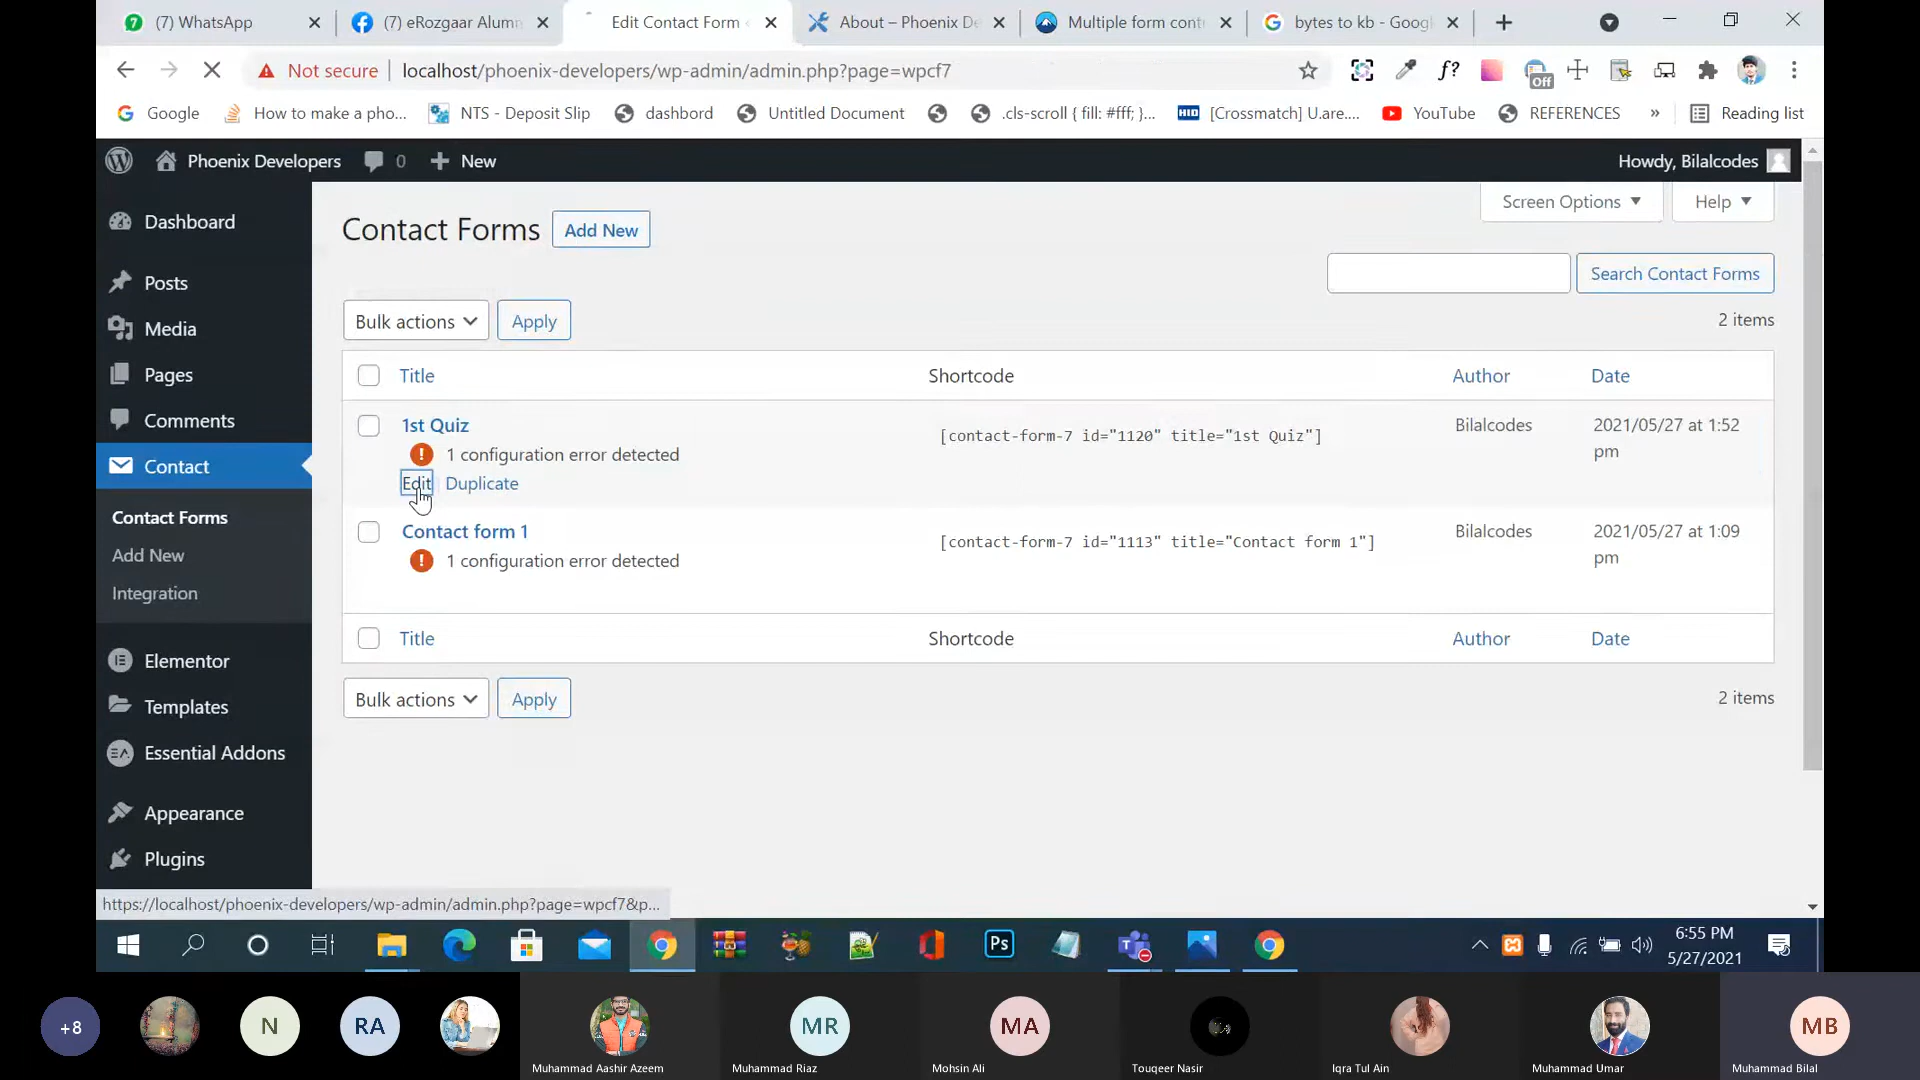 (7) WhatsApp
(7) eRozgaar Alumn
Edit Contact Form
About – Phoenix De
Multiple form cont
bytes to kb - Googl
Not secure
localhost/phoenix-developers/wp-admin/admin.php?page=wpcf7
f?
Off
Google
How to make a pho...
NTS - Deposit Slip
dashbord
Untitled Document
.cls-scroll { fill: #fff; }...
HID
[Crossmatch] U.are....
YouTube
REFERENCES
»
Reading list
Phoenix Developers
0
New
Howdy, Bilalcodes
Dashboard
Posts
Media
Pages
Comments
Contact
Contact Forms
Add New
Integration
Elementor
Templates
Essential Addons
Appearance
Plugins
Screen Options
Help
Contact Forms
Add New
Search Contact Forms
Bulk actions
Apply
2 items
Title
Shortcode
Author
Date
1st Quiz
1 configuration error detected
Edit
Duplicate
[contact-form-7 id="1120" title="1st Quiz"]
Bilalcodes
2021/05/27 at 1:52
pm
Contact form 1
1 configuration error detected
[contact-form-7 id="1113" title="Contact form 1"]
Bilalcodes
2021/05/27 at 1:09
pm
Title
Shortcode
Author
Date
Bulk actions
Apply
2 items
https://localhost/phoenix-developers/wp-admin/admin.php?page=wpcf7&p...
Ps
6:55 PM
5/27/2021
+8
N
RA
MR
MA
MB
Muhammad Aashir Azeem
Muhammad Riaz
Mohsin Ali
Touqeer Nasir
Iqra Tul Ain
Muhammad Umar
Muhammad Bilal